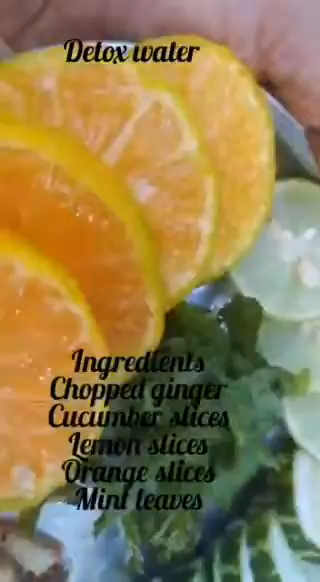 Detox water
Ingredients
Chopped ginger
Cucumber slices
Lemon slices
Orange slices
Mint leaves